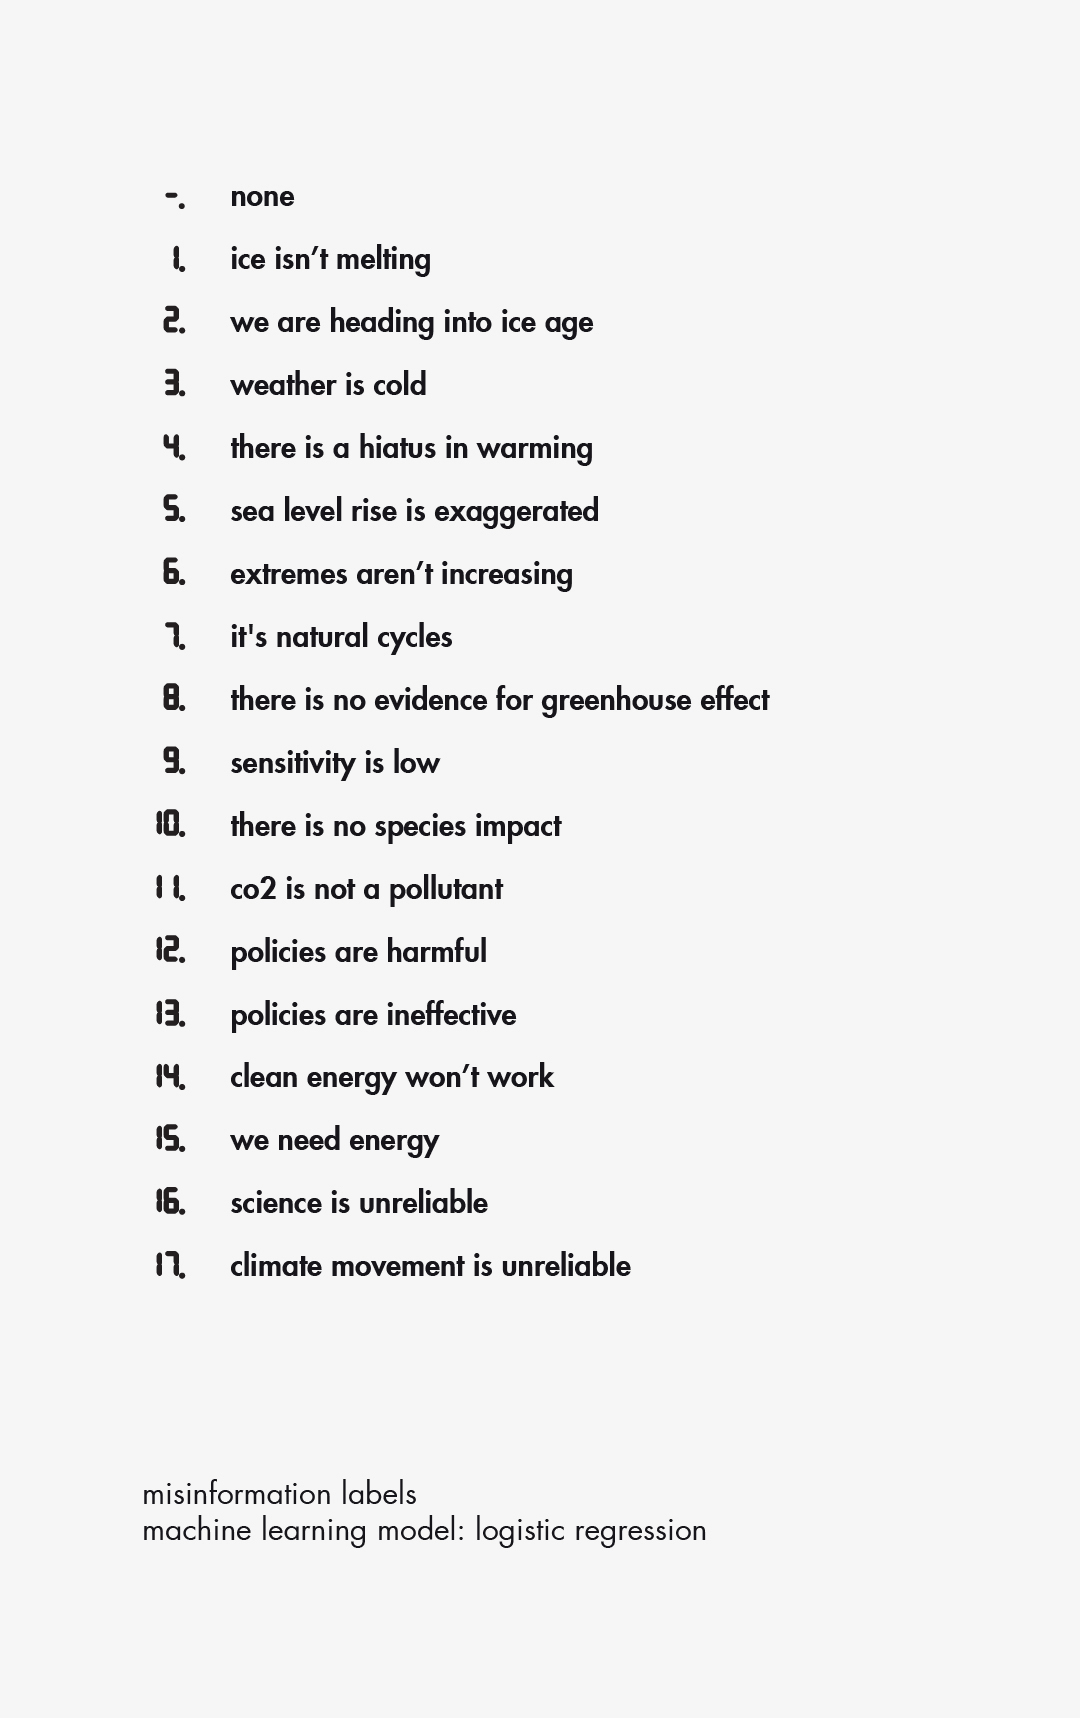 -. none
1. ice isn’t melting
2. we are heading into ice age
3. weather is cold
4. there is a hiatus in warming
5. sea level rise is exaggerated
6. extremes aren’t increasing
7. it's natural cycles
8. there is no evidence for greenhouse effect
9. sensitivity is low
10. there is no species impact
11. co2 is not a pollutant
12. policies are harmful
13. policies are ineffective
14. clean energy won’t work
15. we need energy
16. science is unreliable
17. climate movement is unreliable
misinformation labels
machine learning model: logistic regression